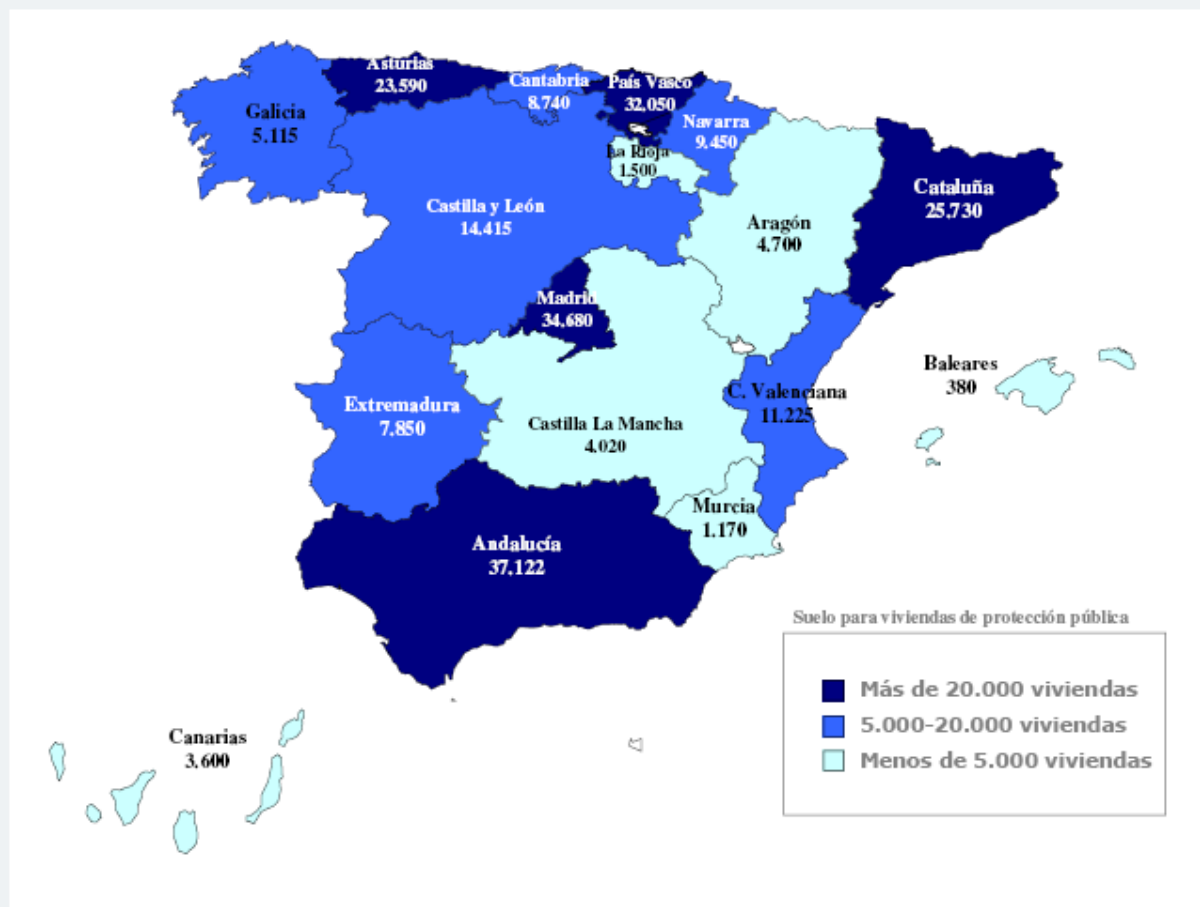 Asturias
23,590
Cantabria
8.740
País Vasco
32,050
Galicia
5.115
Navarra
9.450
La Rioja
1.500
Cataluña
25.730
Castilla y León
14.415
Aragón
4.700
Madrid
34,680
Baleares
380
C. Valenciana
11.225
Extremadura
7.850
Castilla La Mancha
4.020
Murcia
1.170
Andalucía
37,122
Suelo para viviendas de protección pública
Más de 20.000 viviendas
5.000-20.000 viviendas
Menos de 5.000 viviendas
Canarias
3,600